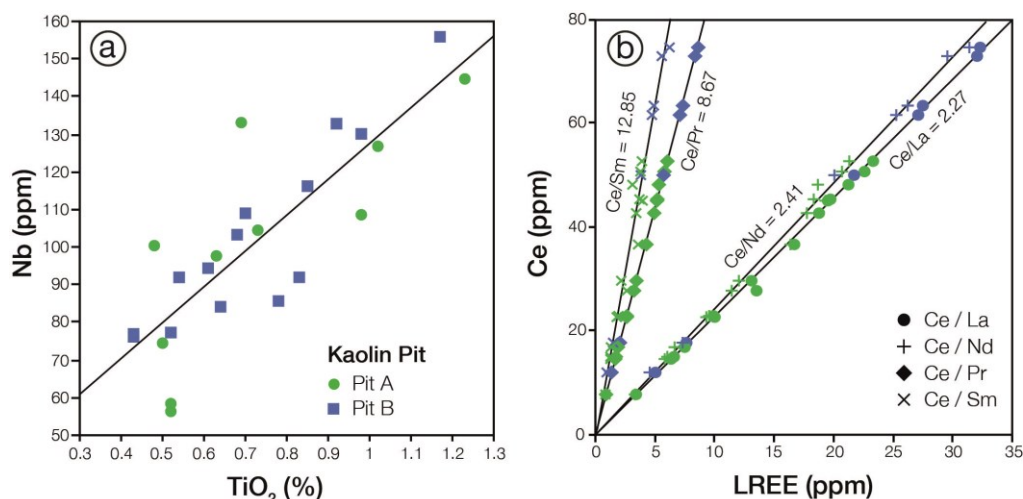 a
Nb (ppm)
160
150
140
130
120
110
100
90
80
70
60
50
0.3 0.4 0.5 0.6 0.7 0.8 0.9 1 1.1 1.2 1.3
TiO2 (%)
Kaolin Pit
Pit A
Pit B
b
Ce (ppm)
80
60
40
20
0
0 5 10 15 20 25 30 35
LREE (ppm)
Ce/Sm = 12.85
Ce/Pr = 8.67
Ce/Nd = 2.41
Ce/La = 2.27
Ce / La
Ce / Nd
Ce / Pr
Ce / Sm